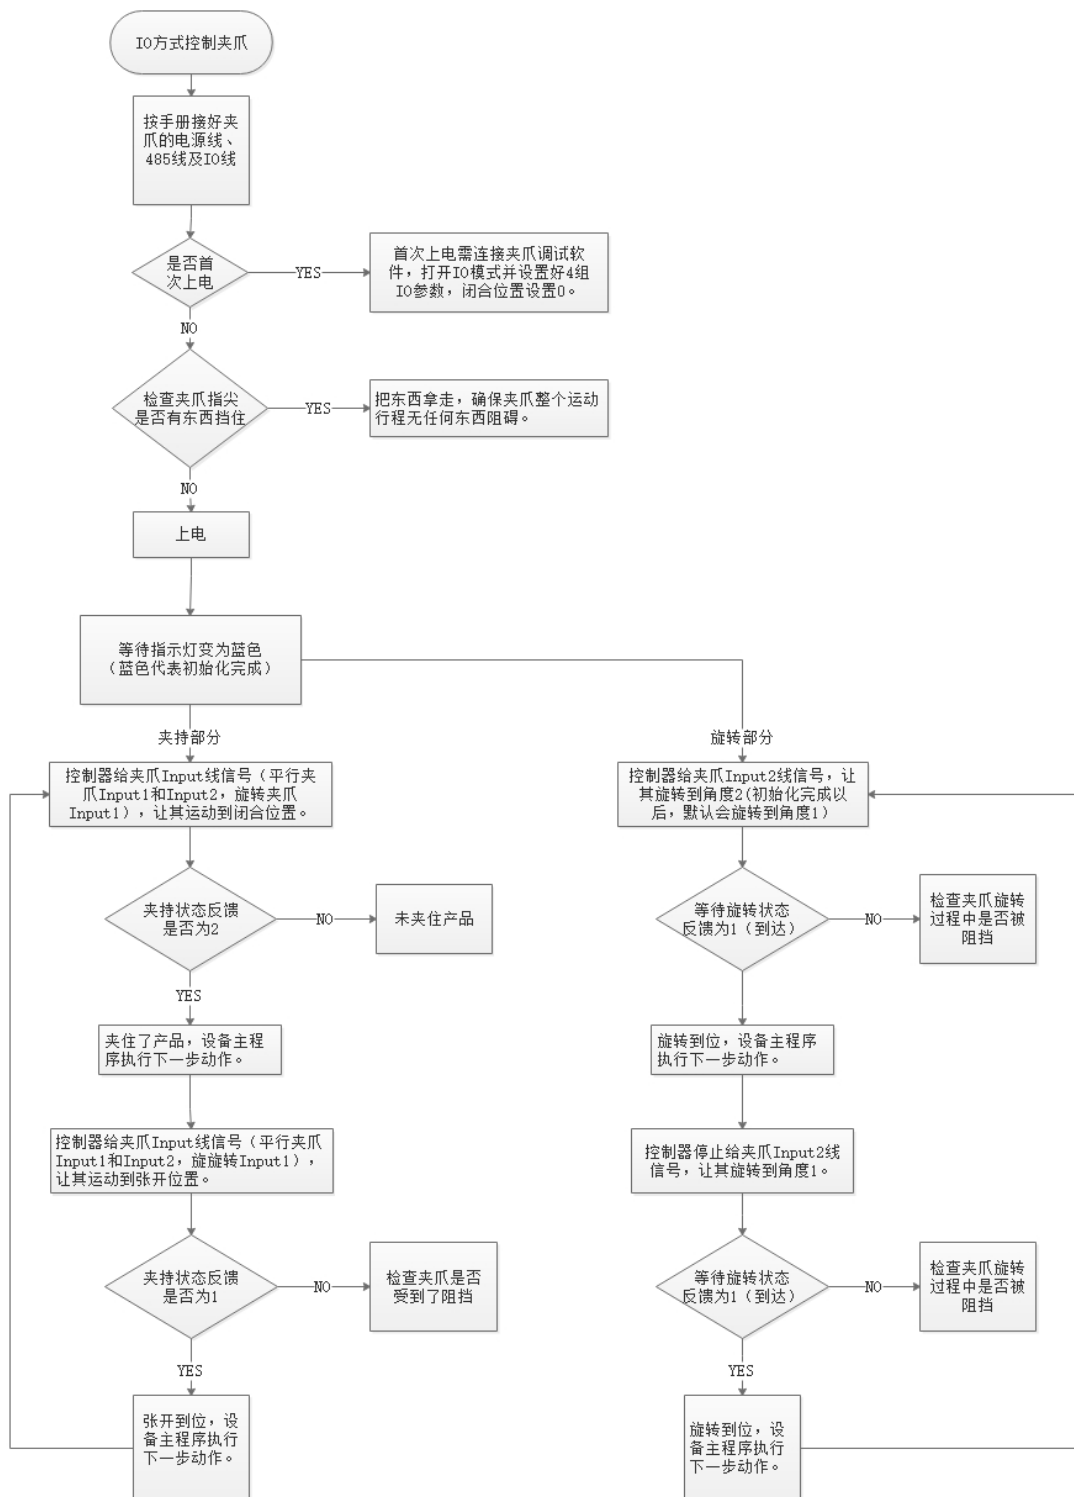 IO方式控制夹爪
按手册接好夹
爪的电源线、
485线及IO线
是否首
次上电
YES
首次上电需连接夹爪调试软
件，打开IO模式并设置好4组
IO参数，闭合位置设置0。
NO
检查夹爪指尖
是否有东西挡住
YES
把东西拿走，确保夹爪整个运动
行程无任何东西阻碍。
NO
上电
等待指示灯变为蓝色
（蓝色代表初始化完成）
夹持部分
控制器给夹爪Input线信号（平行夹
爪Input1和Input2，旋转夹爪
Input1），让其运动到闭合位置。
夹持状态反馈
是否为2
NO
未夹住产品
YES
夹住了产品，设备主程
序执行下一步动作。
控制器给夹爪Input线信号（平行夹爪
Input1和Input2，旋旋转Input1），
让其运动到张开位置。
夹持状态反馈
是否为1
NO
检查夹爪是否
受到了阻挡
YES
张开到位，设
备主程序执行
下一步动作。
旋转部分
控制器给夹爪Input2线信号，让
其旋转到角度2(初始化完成以
后，默认会旋转到角度1)
等待旋转状态
反馈为1（到达）
NO
检查夹爪旋转
过程中是否被
阻挡
旋转到位，设备主程序
执行下一步动作。
控制器停止给夹爪Input2线
信号，让其旋转到角度1。
等待旋转状态
反馈为1（到达）
NO
检查夹爪旋转
过程中是否被
阻挡
YES
旋转到位，设
备主程序执行
下一步动作。